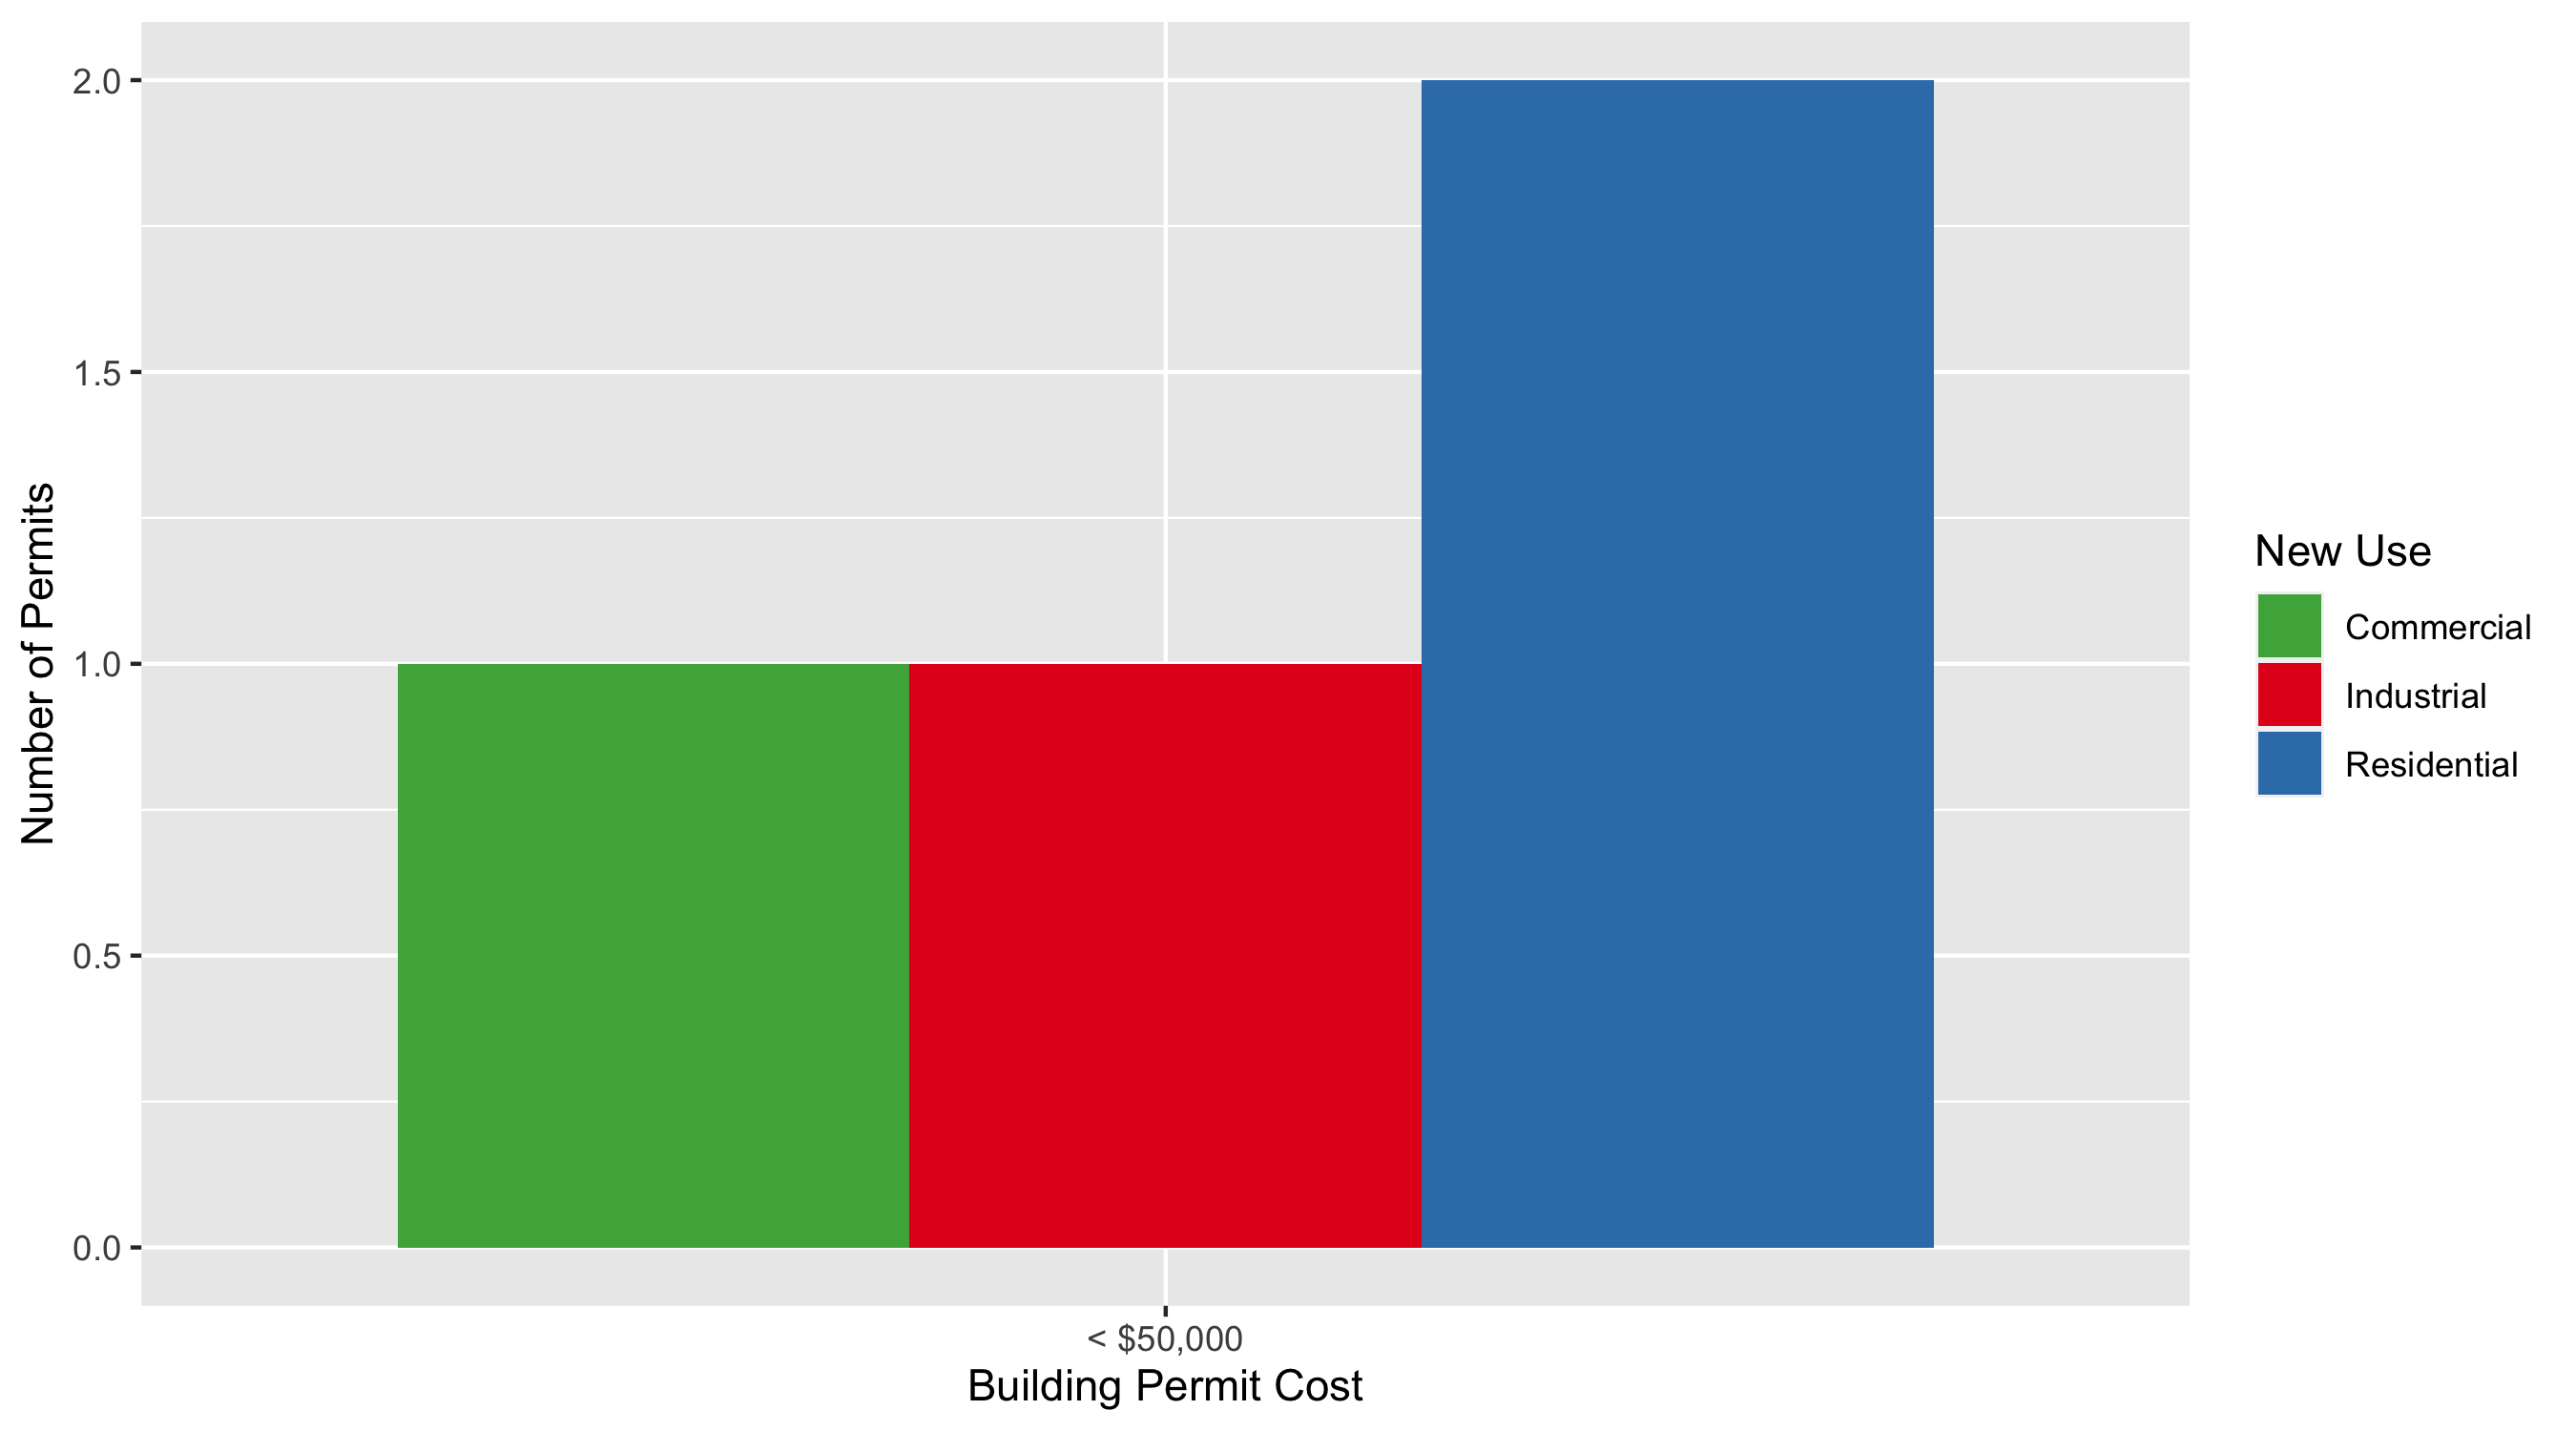 2.0
1.5
1.0
0.5
0.0
Number of Permits
< $50,000
Building Permit Cost
New Use
Commercial
Industrial
Residential